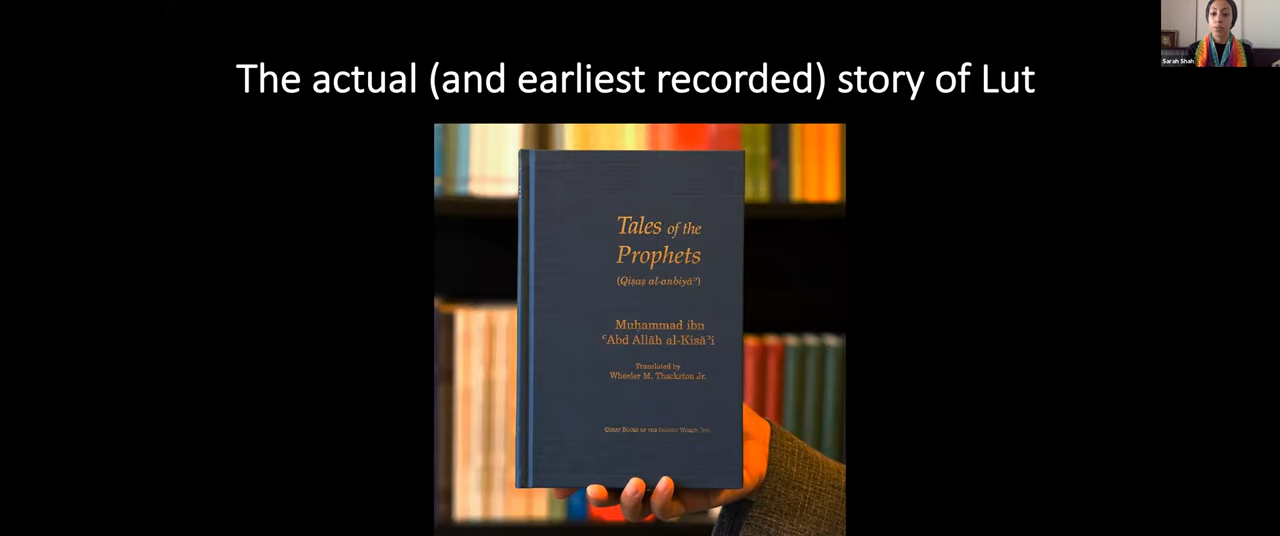 The actual (and earliest recorded) story of Lut
Sarah Shah
Tales of the
Prophets
(Qiṣaṣ al-anbiyāʾ)
Muḥammad ibn
ʿAbd Allāh al-Kisāʾi
Translated by
Wheeler M. Thackston Jr.
Great Books of the Islamic World, Inc.